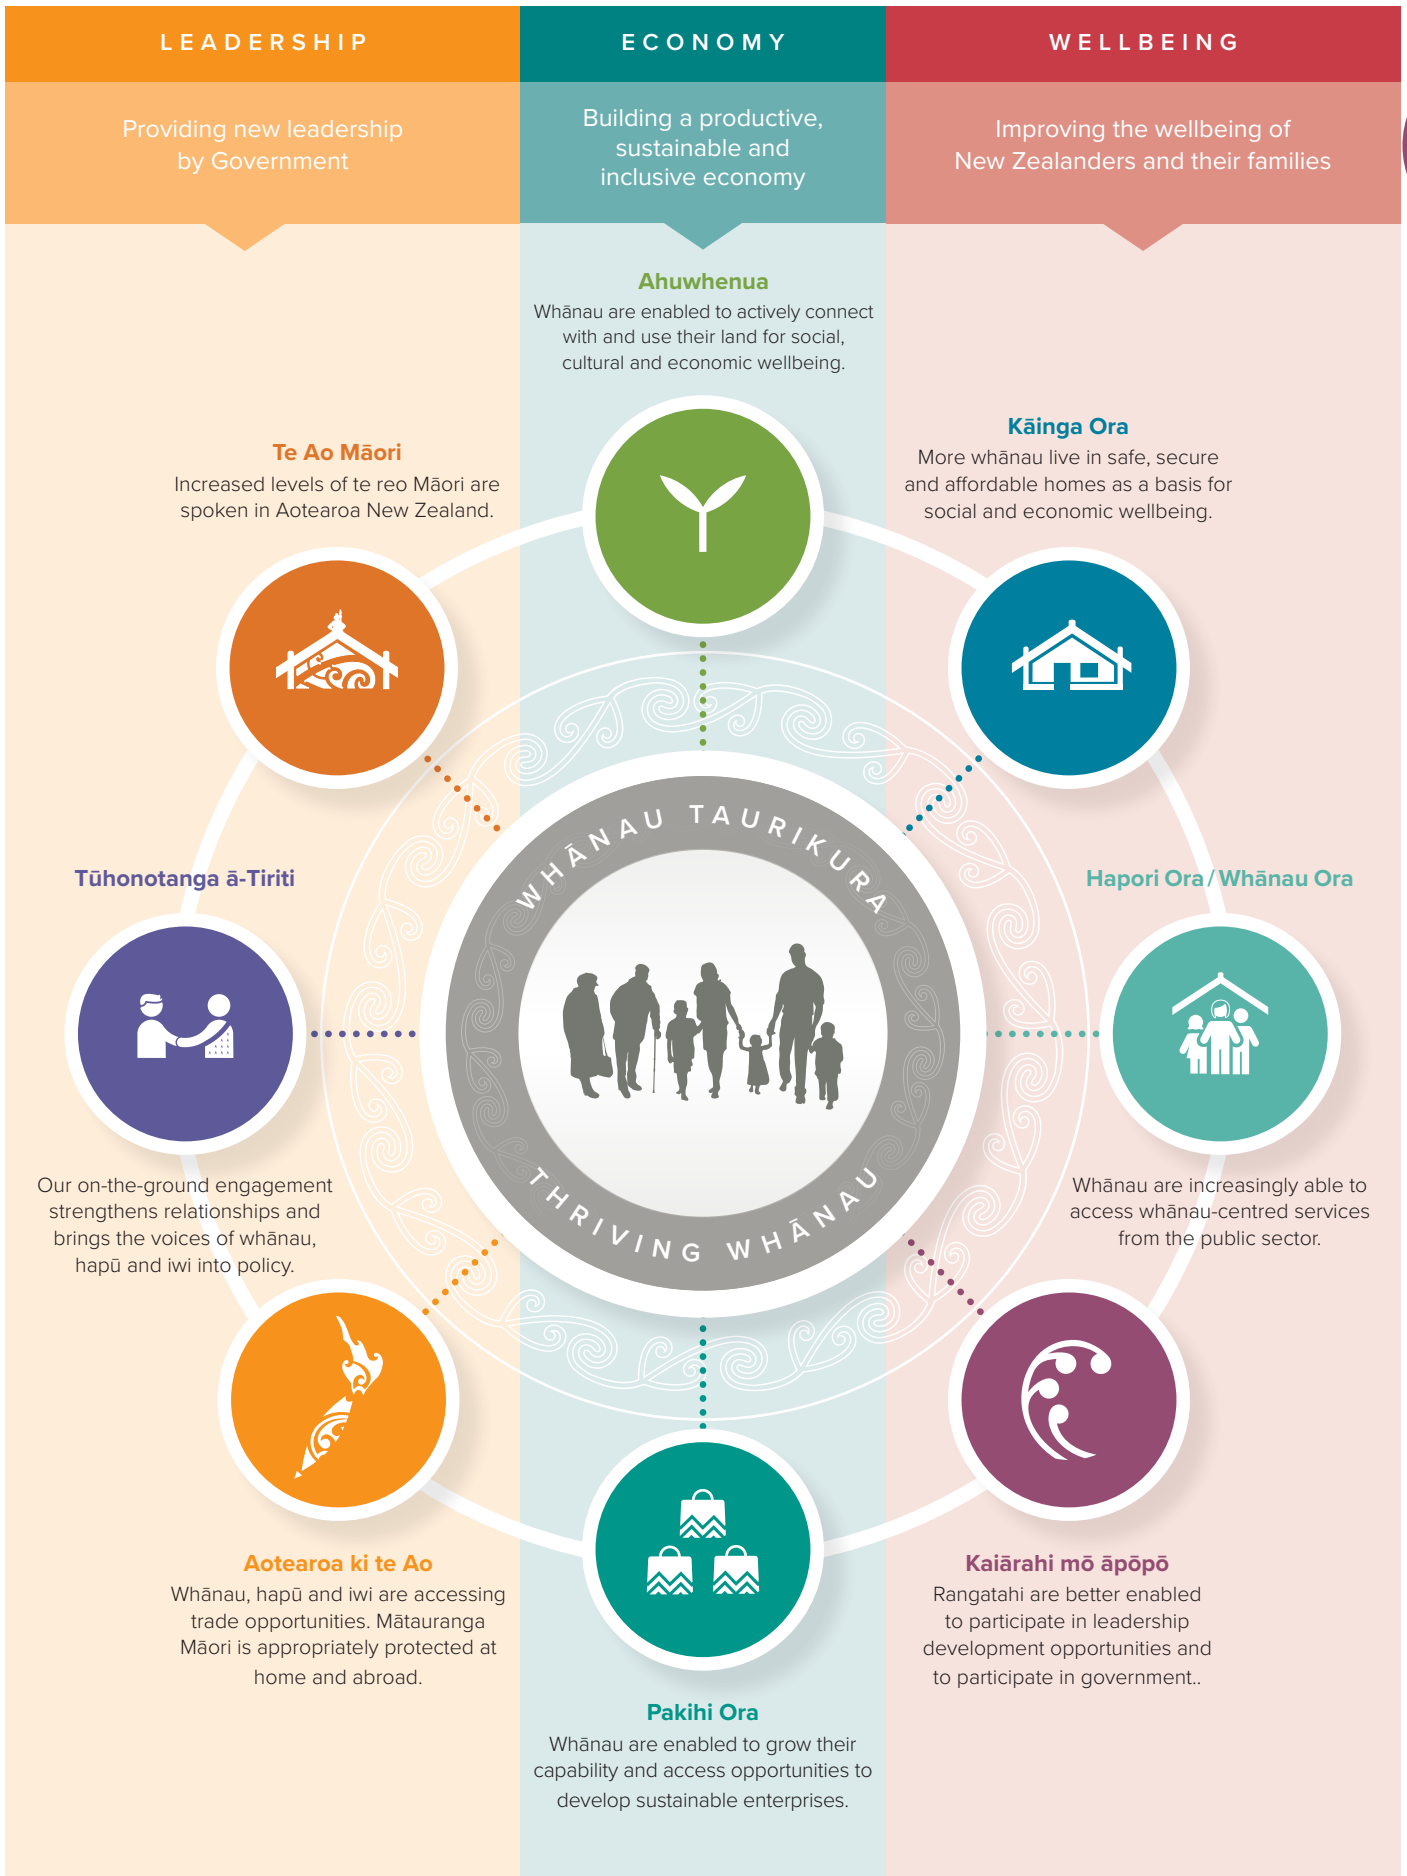 LEADERSHIP
Providing new leadership
by Government
ECONOMY
Building a productive,
sustainable and
inclusive economy
WELLBEING
Improving the wellbeing of
New Zealanders and their families
Ahuwhenua
Whānau are enabled to actively connect
with and use their land for social,
cultural and economic wellbeing.
Te Ao Māori
Increased levels of te reo Māori are
spoken in Aotearoa New Zealand.
Kāinga Ora
More whānau live in safe, secure
and affordable homes as a basis for
social and economic wellbeing.
Tūhonotanga ā-Tiriti
Our on-the-ground engagement
strengthens relationships and
brings the voices of whānau,
hapū and iwi into policy.
WHĀNAU TAURIKURA
THRIVING WHĀNAU
Hapori Ora / Whānau Ora
Whānau are increasingly able to
access whānau-centred services
from the public sector.
Aotearoa ki te Ao
Whānau, hapū and iwi are accessing
trade opportunities. Mātauranga
Māori is appropriately protected at
home and abroad.
Pakihi Ora
Whānau are enabled to grow their
capability and access opportunities to
develop sustainable enterprises.
Kaiārahi mō āpōpō
Rangatahi are better enabled
to participate in leadership
development opportunities and
to participate in government..